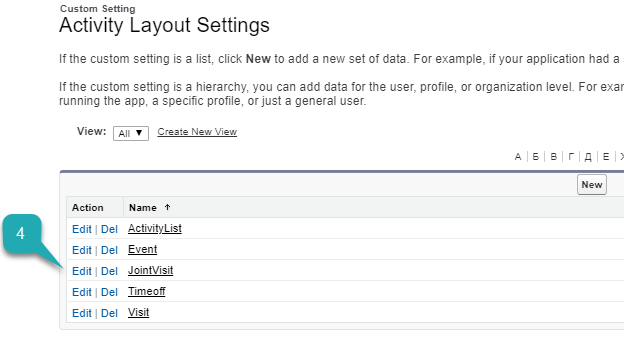 Custom Setting
Activity Layout Settings
If the custom setting is a list, click New to add a new set of data. For example, if your application had a
If the custom setting is a hierarchy, you can add data for the user, profile, or organization level. For
running the app, a specific profile, or just a general user.
View: All ▼ Create New View
А | Б | В | Г | Д | Е |
New
Action Name ↑
Edit | Del ActivityList
Edit | Del Event
4
Edit | Del JointVisit
Edit | Del Timeoff
Edit | Del Visit